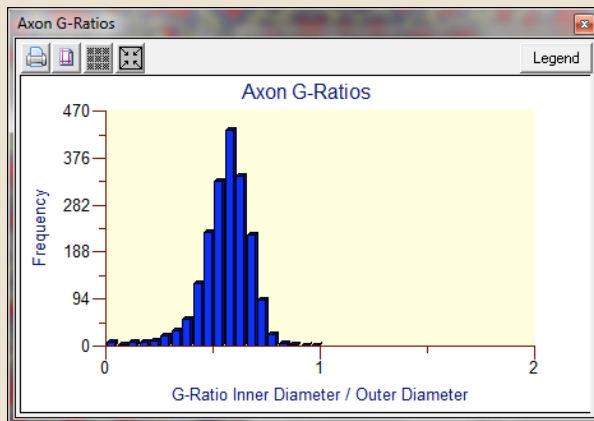 Axon G-Ratios
Legend
Axon G-Ratios
470
376
282
188
94
0
Frequency
0 1 2
G-Ratio Inner Diameter / Outer Diameter